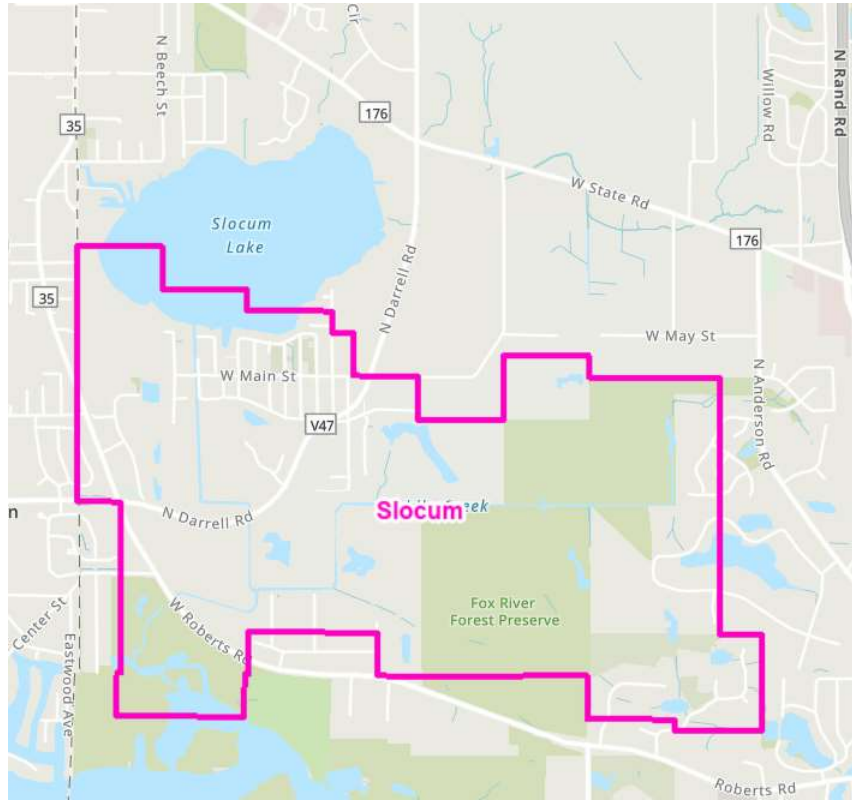 N Beech St
Cir
Willow Rd
N Rand Rd
35
176
W State Rd
Slocum
Lake
176
N Darrell Rd
35
W May St
W Main St
N Anderson Rd
V47
Slocum
Creek
n
N Darrell Rd
Fox River
Forest Preserve
Center St
W Roberts Rd
Eastwood Ave
Roberts Rd